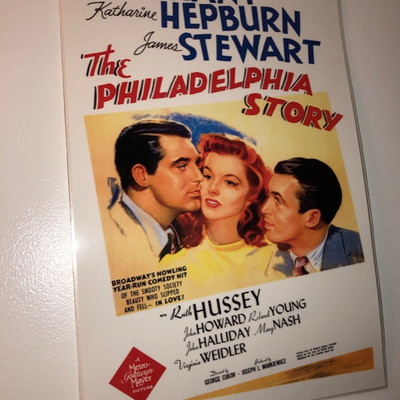 Katharine HEPBURN
James STEWART
The
PHILADELPHIA
STORY
BROADWAY'S HOWLING
YEAR-RUN COMEDY HIT
OF THE SNOOTY SOCIETY
BEAUTY WHO SLIPPED
AND FELL - IN LOVE!
WITH Ruth HUSSEY
John HOWARD Roland YOUNG
John HALLIDAY Mary NASH
Virginia WEIDLER
Directed by GEORGE CUKOR
Produced by JOSEPH L. MANKIEWICZ
A
Metro-
Goldwyn-
Mayer
PICTURE